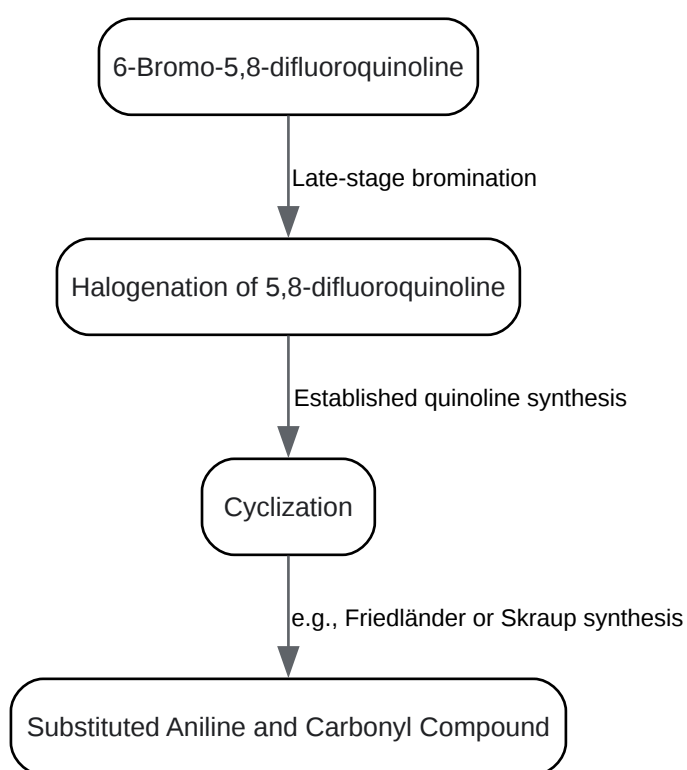 6-Bromo-5,8-difluoroquinoline
Late-stage bromination
Halogenation of 5,8-difluoroquinoline
Established quinoline synthesis
Cyclization
e.g., Friedländer or Skraup synthesis
Substituted Aniline and Carbonyl Compound